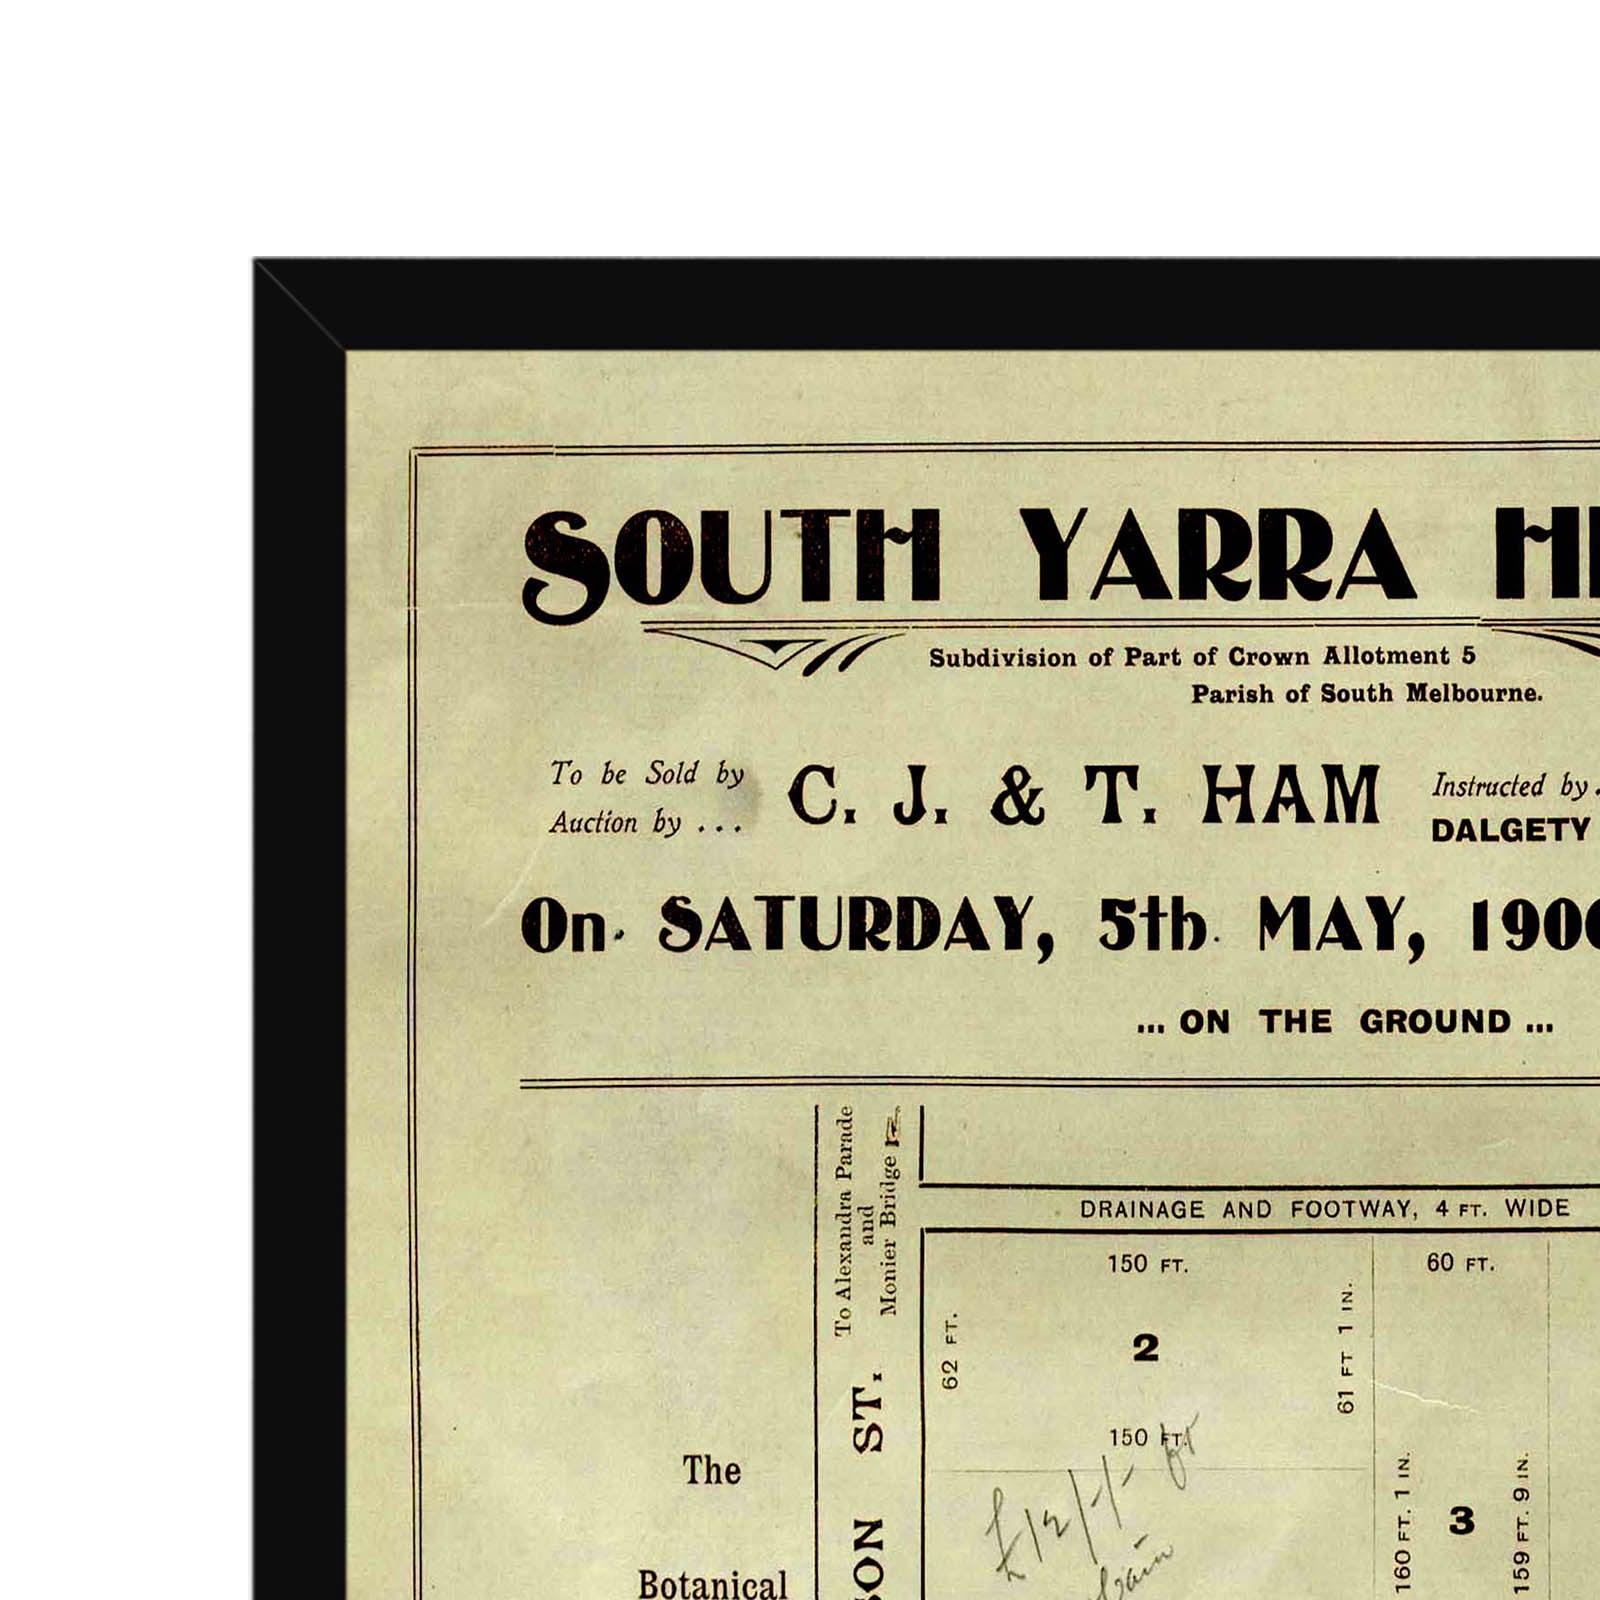 SOUTH YARRA
Subdivision of Part of Crown Allotment 5
Parish of South Melbourne.
To be Sold by
Auction by ...
C. J. & T. HAM
Instructed by
DALGETY
On SATURDAY, 5th MAY,
... ON THE GROUND ...
To Alexandra Parade
and
Monier Bridge
ST.
DRAINAGE AND FOOTWAY, 4 FT. WIDE
150 FT.
60 FT.
62 FT.
2
61 FT 1 IN.
150 FT.
£12/-/- ft
160 FT. 1 IN.
3
159 FT. 9 IN.
The
Botanical